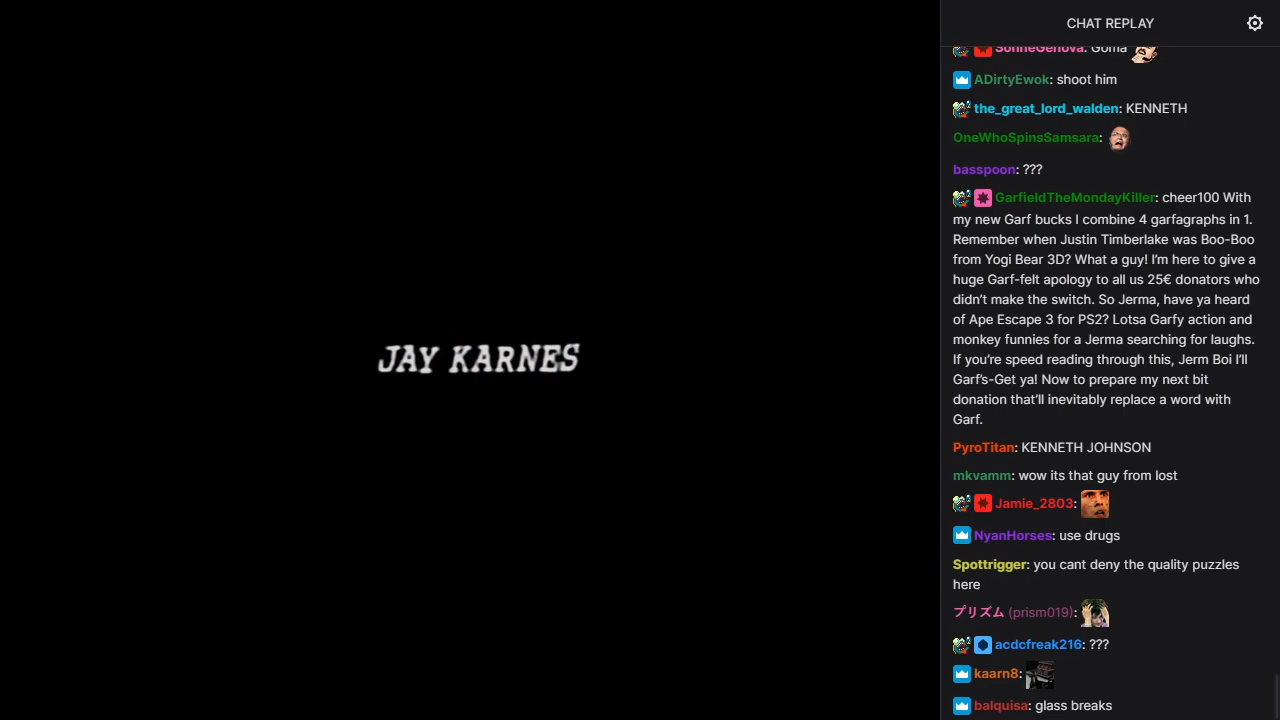 JAY KARNES
CHAT REPLAY
SonneGenova: Goma
ADirtyEwok: shoot him
the_great_lord_walden: KENNETH
OneWhoSpinsSamsara:
basspoon: ???
GarfieldTheMondayKiller: cheer100 With
my new Garf bucks I combine 4 garfagraphs in 1.
Remember when Justin Timberlake was Boo-Boo
from Yogi Bear 3D? What a guy! I’m here to give a
huge Garf-felt apology to all us 25€ donators who
didn’t make the switch. So Jerma, have ya heard
of Ape Escape 3 for PS2? Lotsa Garfy action and
monkey funnies for a Jerma searching for laughs.
If you’re speed reading through this, Jerm Boi I’ll
Garf’s-Get ya! Now to prepare my next bit
donation that’ll inevitably replace a word with
Garf.
PyroTitan: KENNETH JOHNSON
mkvamm: wow its that guy from lost
Jamie_2803:
NyanHorses: use drugs
Spottrigger: you cant deny the quality puzzles
here
プリズム (prism019):
acdcfreak216: ???
kaarn8:
balquisa: glass breaks